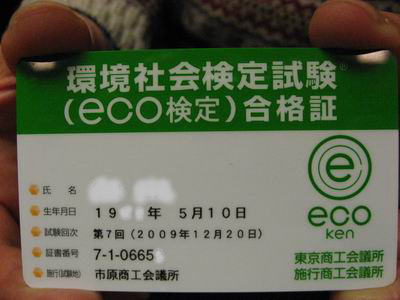 環境社会検定試験®
(eco検定)合格証
氏名
生年月日 19 年 5月10日
試験回次 第7回(2009年12月20日)
証書番号 7-1-0665
施行(試験地) 市原商工会議所
e
eco
ken
東京商工会議所
施行商工会議所